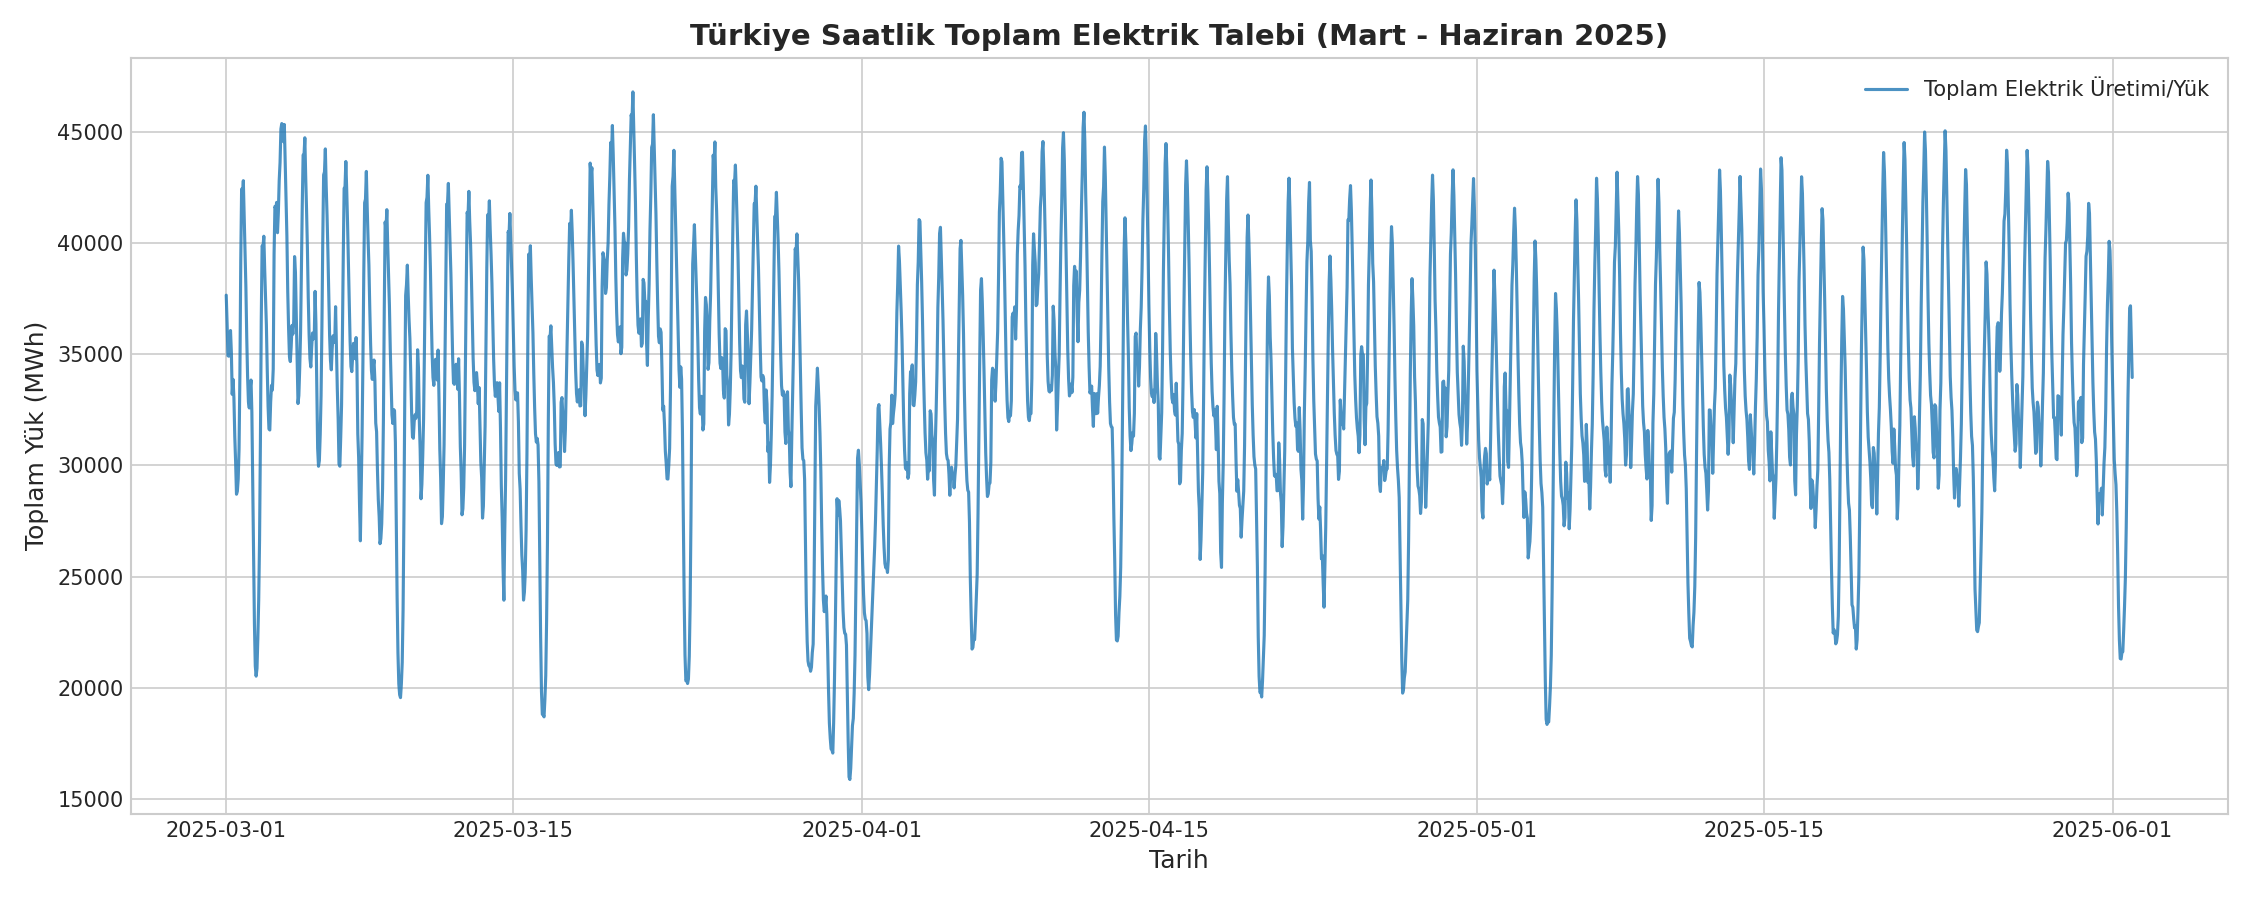 Türkiye Saatlik Toplam Elektrik Talebi (Mart - Haziran 2025)
Toplam Elektrik Üretimi/Yük
Toplam Yük (MWh)
45000
40000
35000
30000
25000
20000
15000
2025-03-01 2025-03-15 2025-04-01 2025-04-15 2025-05-01 2025-05-15 2025-06-01
Tarih